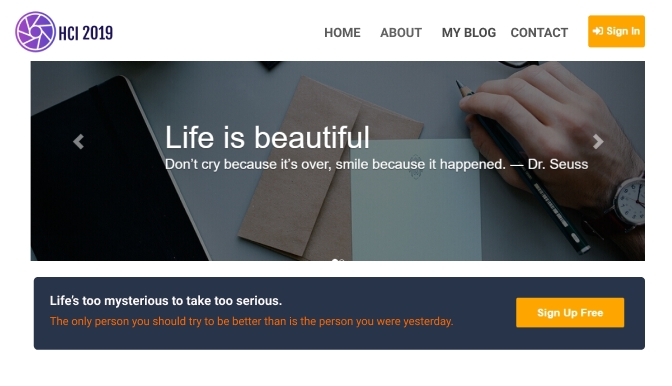 HCI 2019
HOME ABOUT MY BLOG CONTACT Sign In
Life is beautiful
Don't cry because it's over, smile because it happened. — Dr. Seuss
Life's too mysterious to take too serious.
The only person you should try to be better than is the person you were yesterday.
Sign Up Free